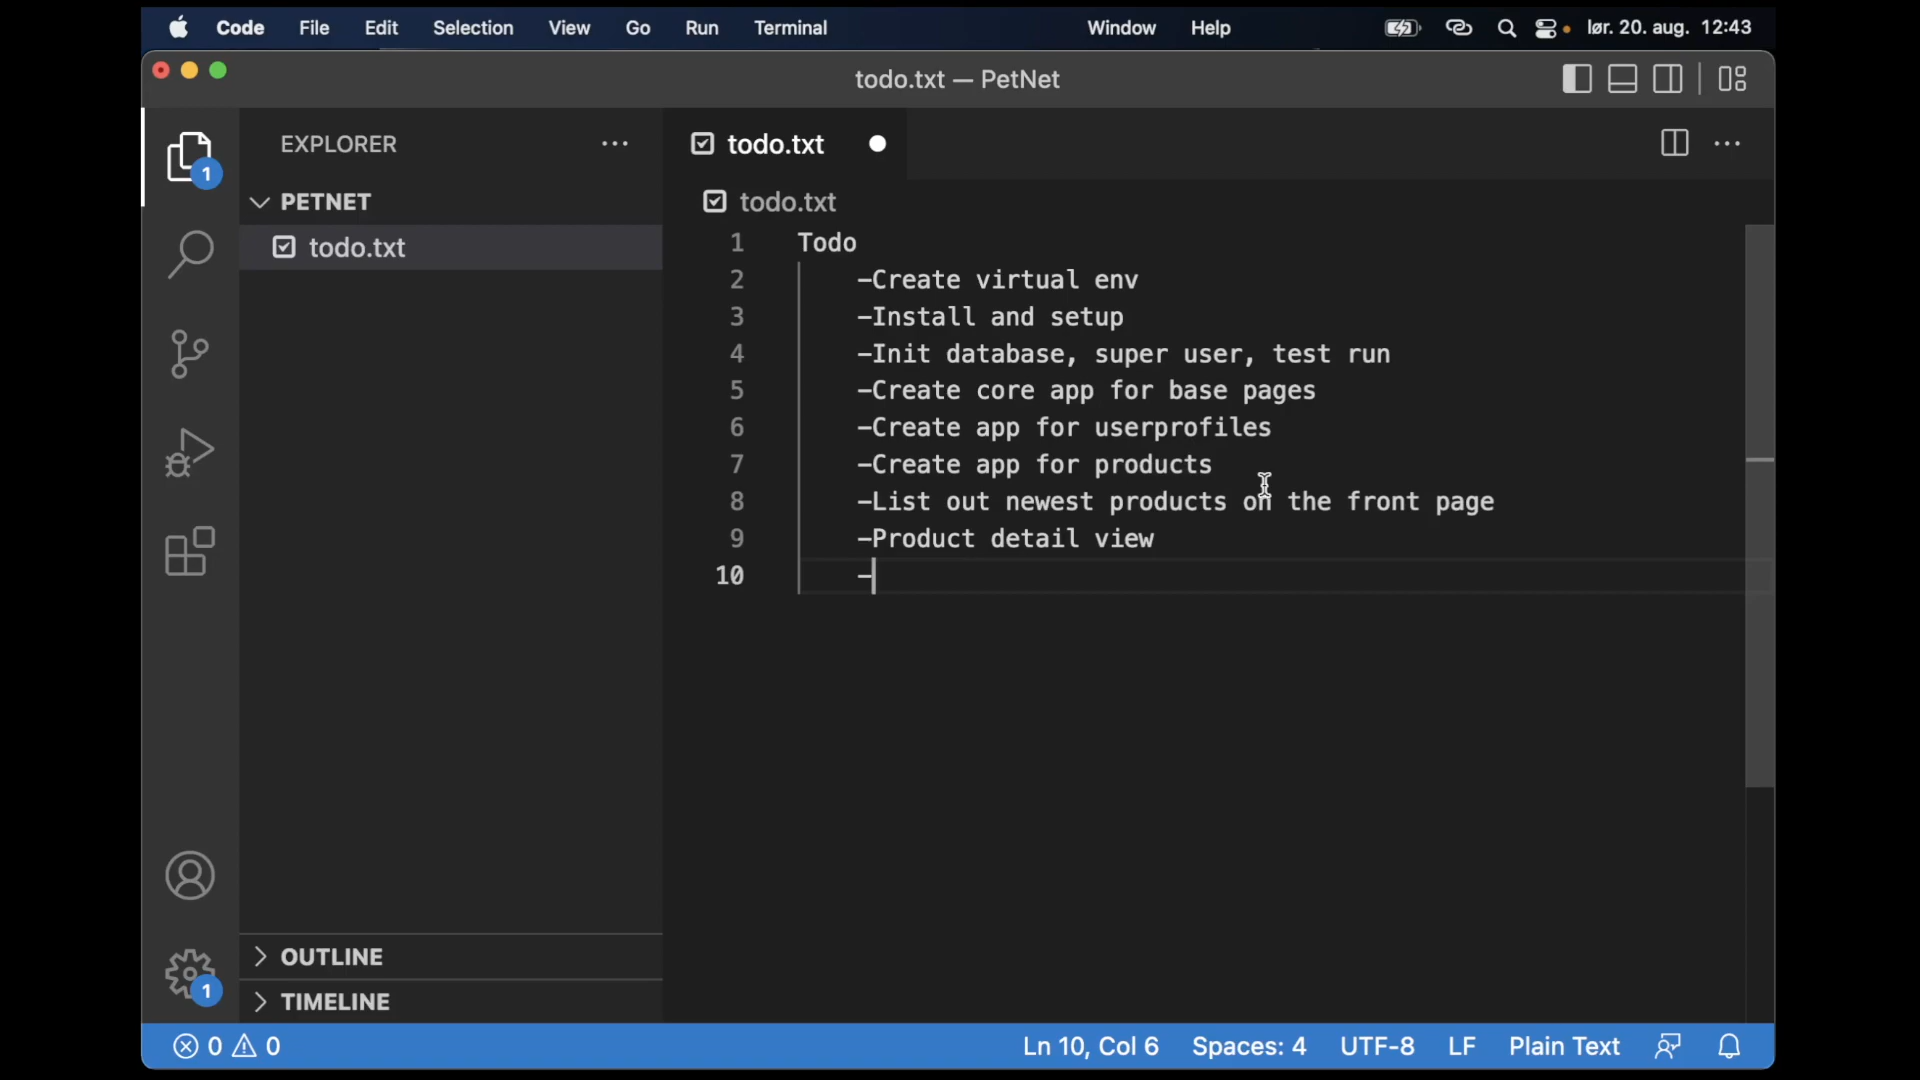 Code File Edit Selection View Go Run Terminal Window Help lør. 20. aug. 12:43
todo.txt — PetNet
EXPLORER
PETNET
todo.txt
1
todo.txt
todo.txt
1 Todo
2 -Create virtual env
3 -Install and setup
4 -Init database, super user, test run
5 -Create core app for base pages
6 -Create app for userprofiles
7 -Create app for products
8 -List out newest products on the front page
9 -Product detail view
10 -
OUTLINE
TIMELINE
1
0 0 Ln 10, Col 6 Spaces: 4 UTF-8 LF Plain Text